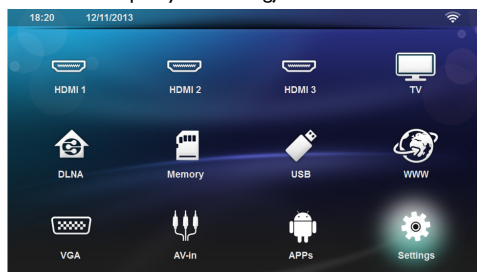 18:20 12/11/2013
HDMI 1 HDMI 2 HDMI 3 TV
DLNA Memory USB WWW
VGA AV-in APPs Settings